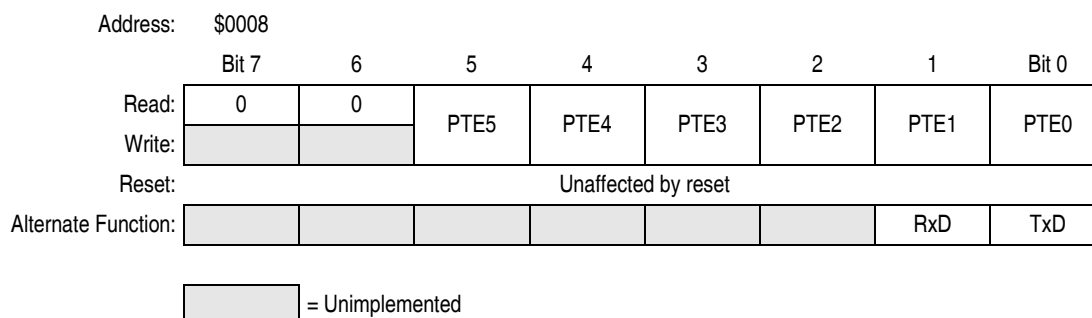 Address: $0008
Bit 7 6 5 4 3 2 1 Bit 0
Read: 0 0 PTE5 PTE4 PTE3 PTE2 PTE1 PTE0
Write:
Reset: Unaffected by reset
Alternate Function: RxD TxD
= Unimplemented